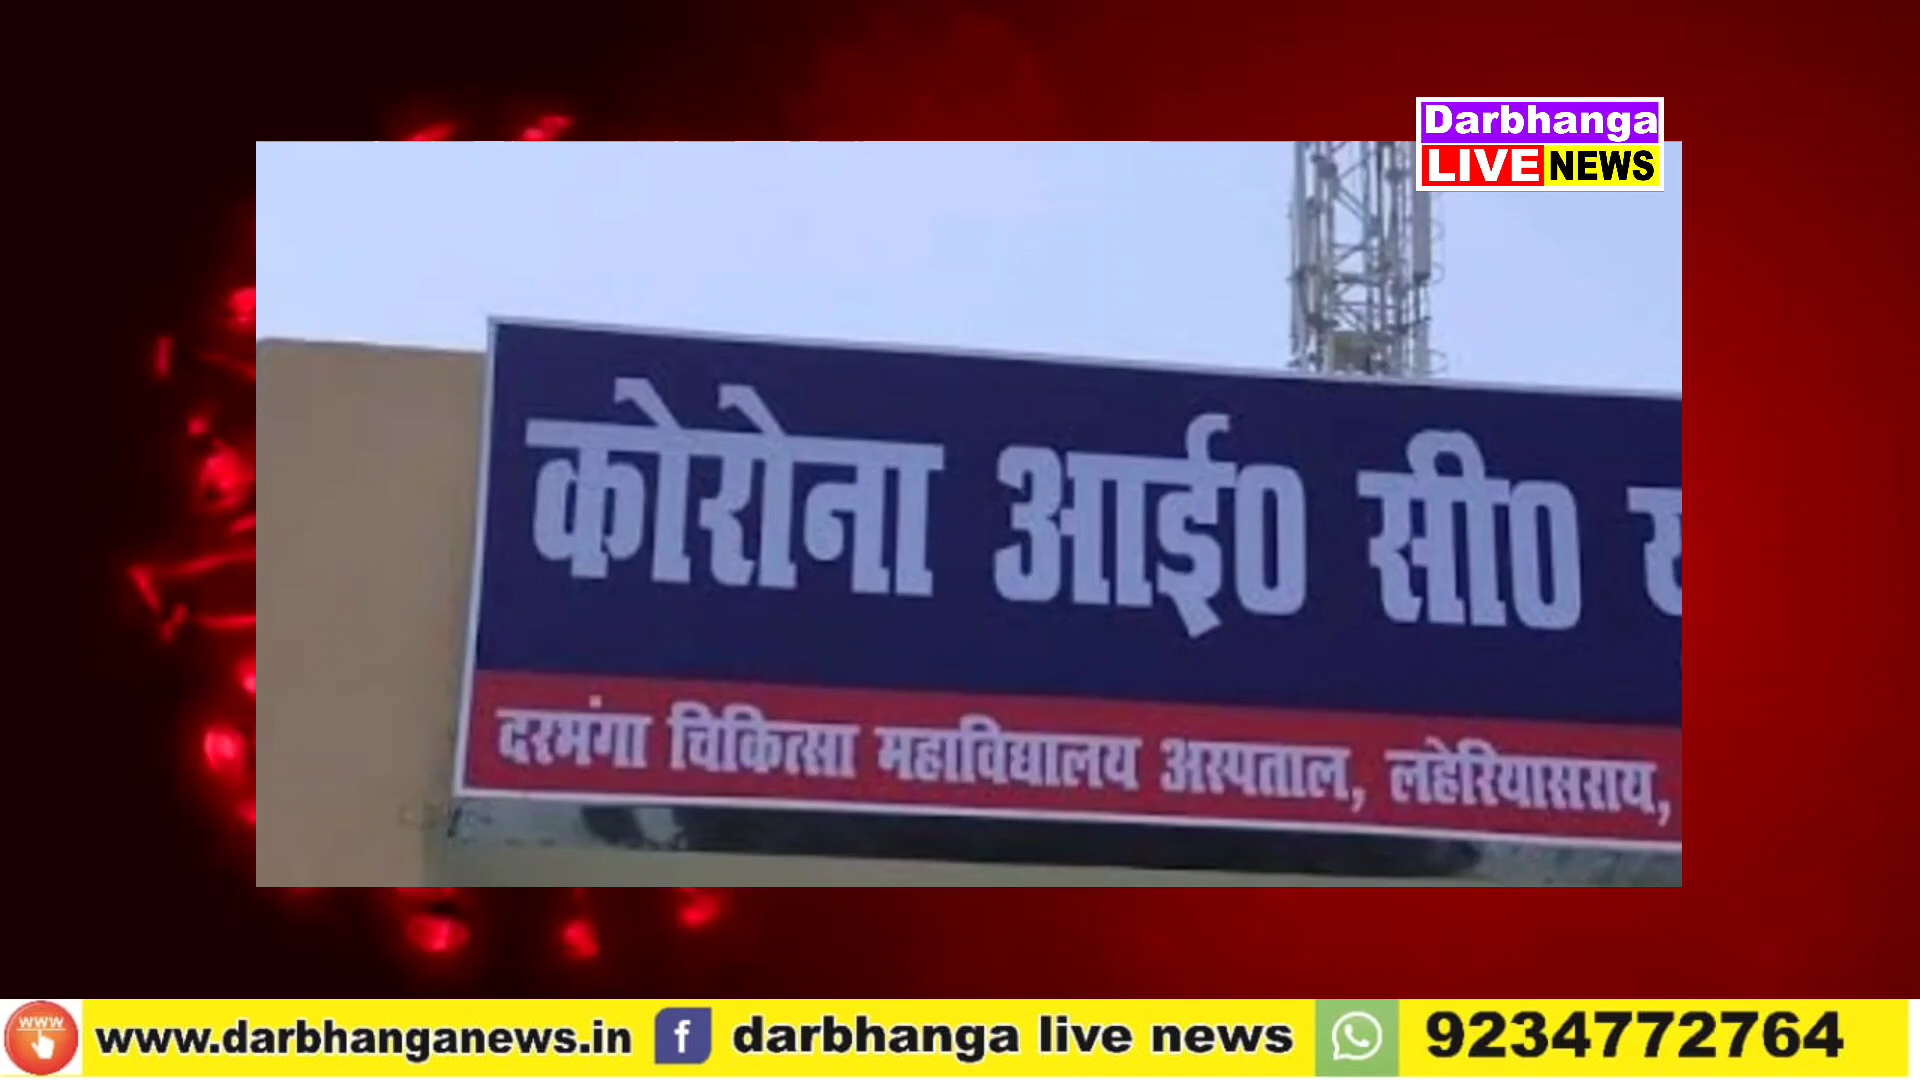 Darbhanga
LIVE NEWS
कोरोना आई० सी०
दरभंगा चिकित्सा महाविद्यालय अस्पताल, लहेरियासराय,
www
www.darbhanganews.in f darbhanga live news 9234772764